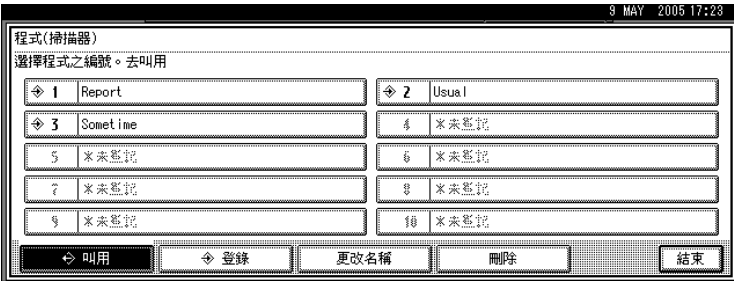 9 MAY 2005 17:23
程式(掃描器)
選擇程式之編號。去叫用
1 Report
2 Usual
3 Sometime
4 *未登記
5 *未登記
6 *未登記
7 *未登記
8 *未登記
9 *未登記
10 *未登記
叫用 登錄 更改名稱 刪除 結束